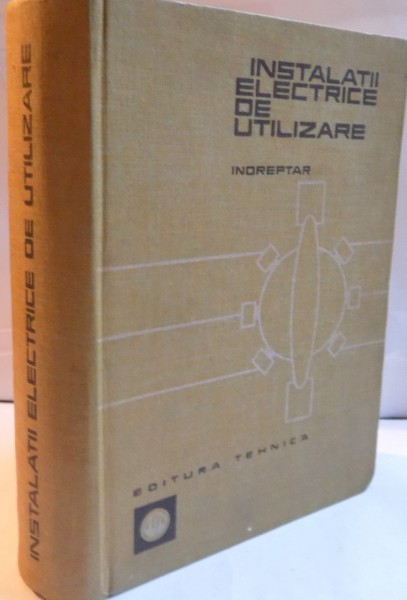 INSTALATII ELECTRICE DE UTILIZARE
INSTALATII
ELECTRICE
DE
UTILIZARE
INDREPTAR
EDITURA TEHNICA